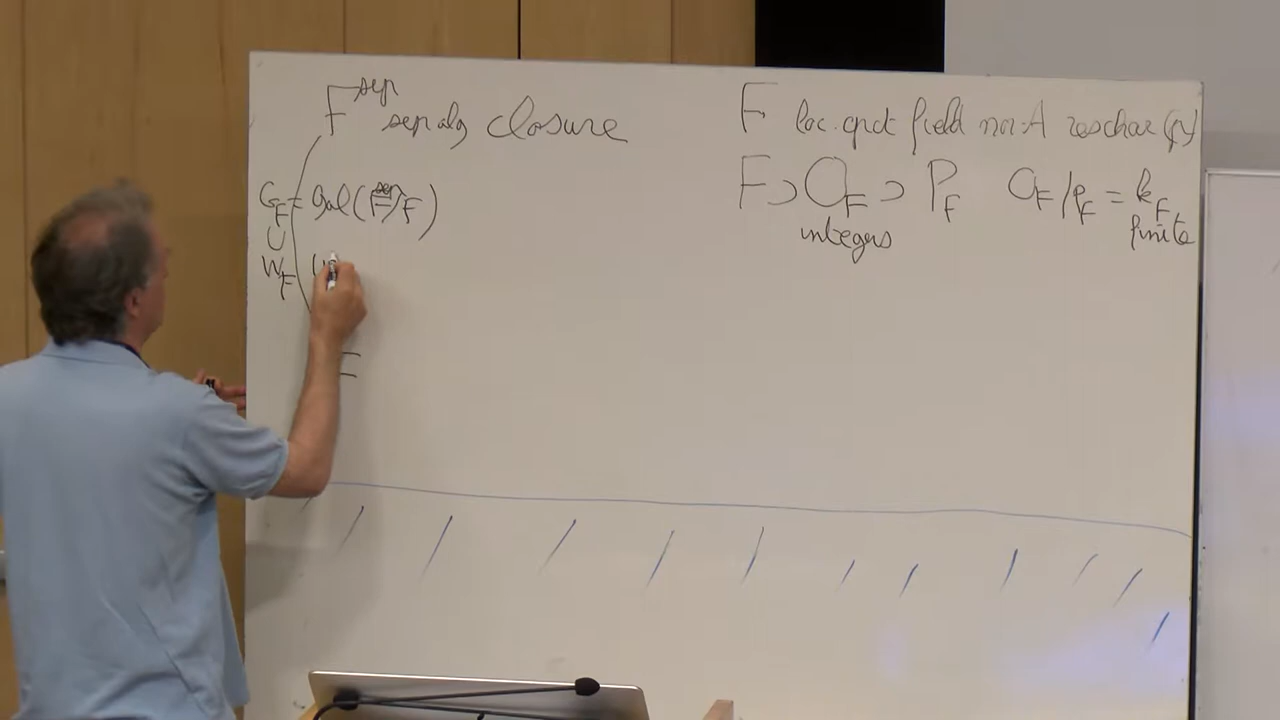 F^sep sep alg closure
G_F = Gal(F^sep/F)
∪
W_F
=
F loc. cpct field non-A res char (p)
F ⊃ O_F ⊃ P_F O_F/P_F = k_F
integers finite